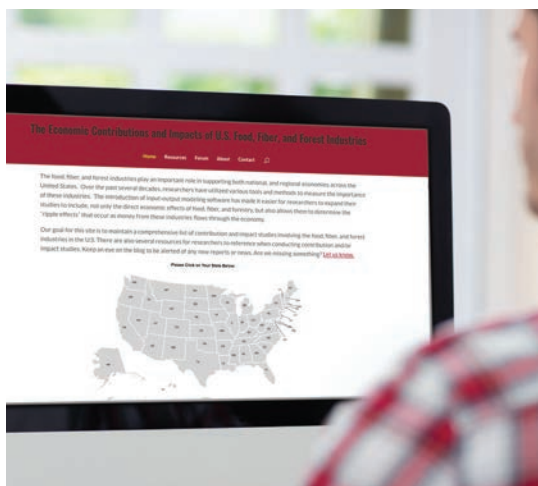 The Economic Contributions and Impacts of U.S. Food, Fiber, and Forest Industries
Home Resources Forum About Contact
The food, fiber, and forest industries play an important role in supporting both national, and regional economies across the
United States. Over the past several decades, researchers have utilized various tools and methods to measure the importance
of these industries. The introduction of input-output modeling software has made it easier for researchers to expand their
studies to include, not only the direct economic effects of food, fiber, and forestry, but also allows them to determine the
"ripple effects" that occur as money from these industries flows through the economy.
Our goal for this site is to maintain a comprehensive list of contribution and impact studies involving the food, fiber, and forest
industries in the U.S. There are also several resources for researchers to reference when conducting contribution and/or
impact studies. Keep an eye on the blog to be alerted of any new reports or news. Are we missing something? Let us know.
Please Click on Your State Below